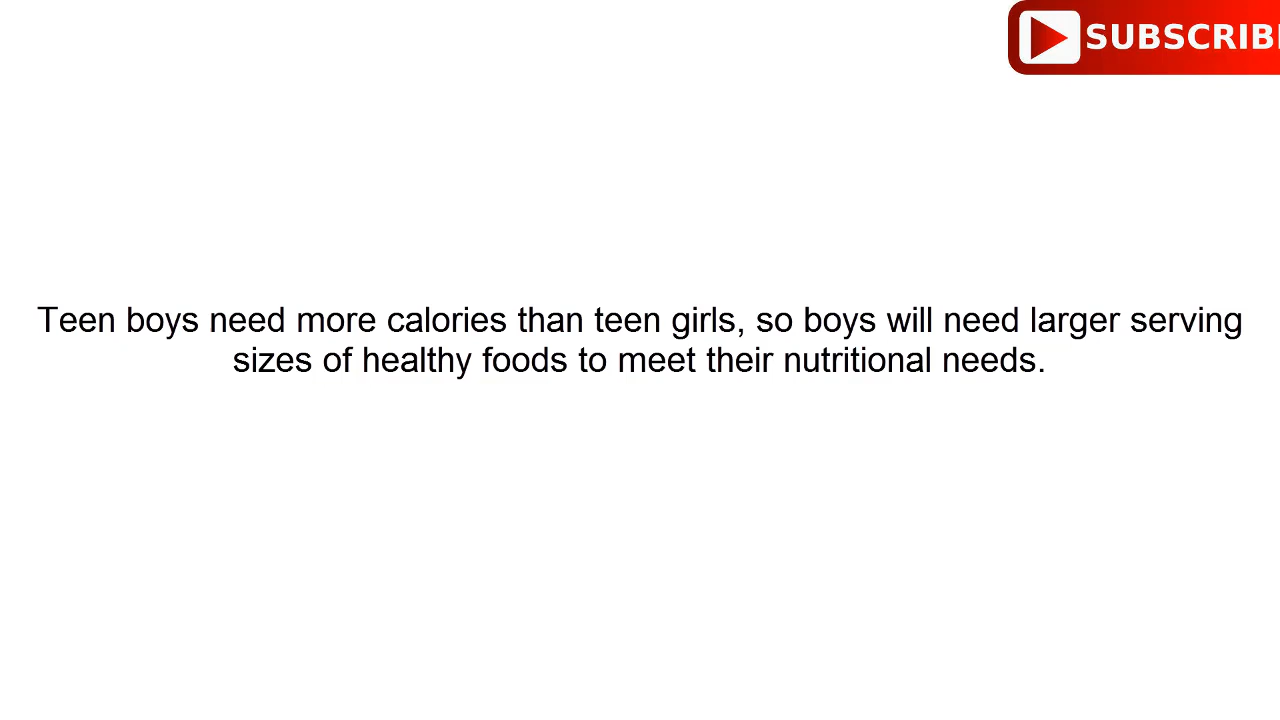 SUBSCRIBE
Teen boys need more calories than teen girls, so boys will need larger serving
sizes of healthy foods to meet their nutritional needs.